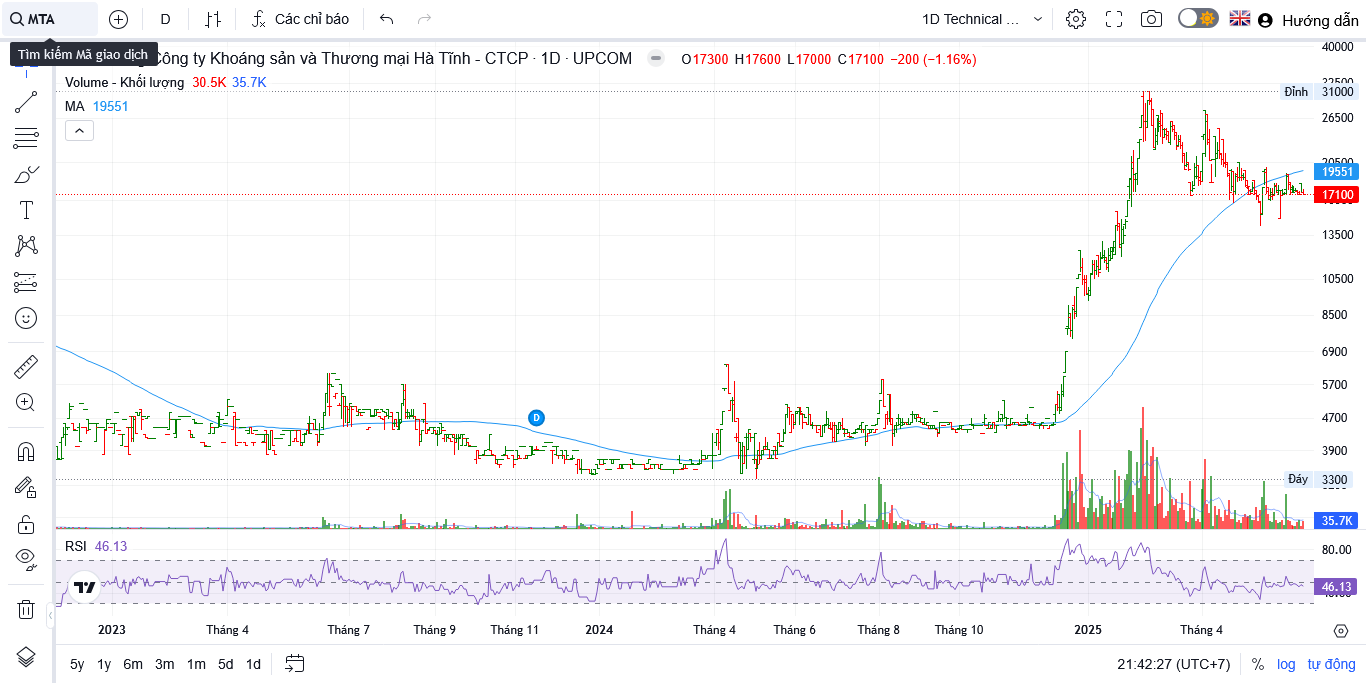 MTA
D
Các chỉ báo
1D Technical ...
Hướng dẫn
Tìm kiếm Mã giao dịch
Công ty Khoáng sản và Thương mại Hà Tĩnh - CTCP · 1D · UPCOM
O17300 H17600 L17000 C17100 −200 (−1.16%)
Volume - Khối lượng 30.5K 35.7K
MA 19551
40000
32500
Đỉnh 31000
26500
20500
19551
17100
13500
10500
8500
6900
5700
4700
3900
Đáy 3300
35.7K
D
RSI 46.13
80.00
46.13
2023 Tháng 4 Tháng 7 Tháng 9 Tháng 11 2024 Tháng 4 Tháng 6 Tháng 8 Tháng 10 2025 Tháng 4
5y 1y 6m 3m 1m 5d 1d
21:42:27 (UTC+7) % log tự động